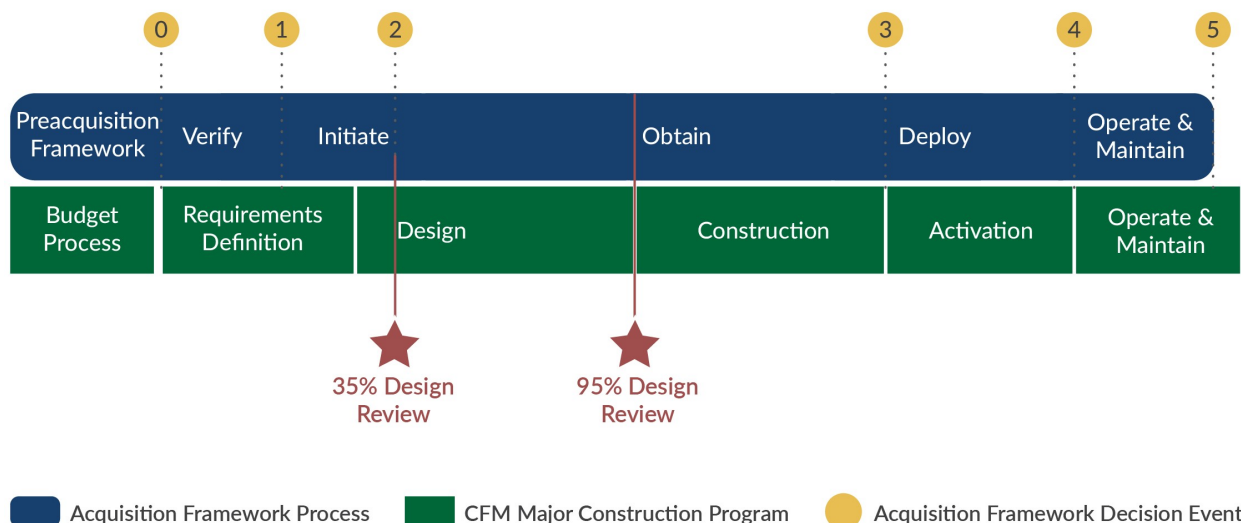 0 1 2 3 4 5
Preacquisition
Framework
Verify
Initiate
Obtain
Deploy
Operate &
Maintain
Budget
Process
Requirements
Definition
Design
Construction
Activation
Operate &
Maintain
35% Design
Review
95% Design
Review
Acquisition Framework Process
CFM Major Construction Program
Acquisition Framework Decision Event